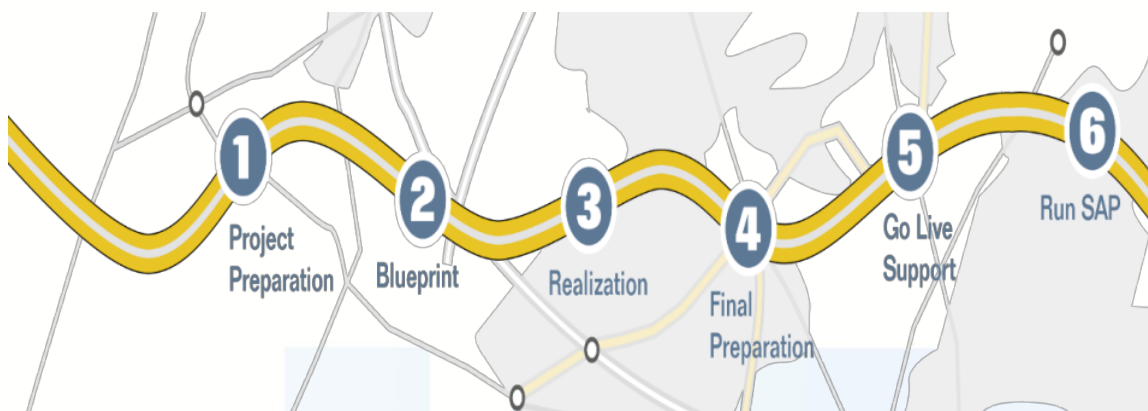 1
Project
Preparation
2
Blueprint
3
Realization
4
Final
Preparation
5
Go Live
Support
6
Run SAP